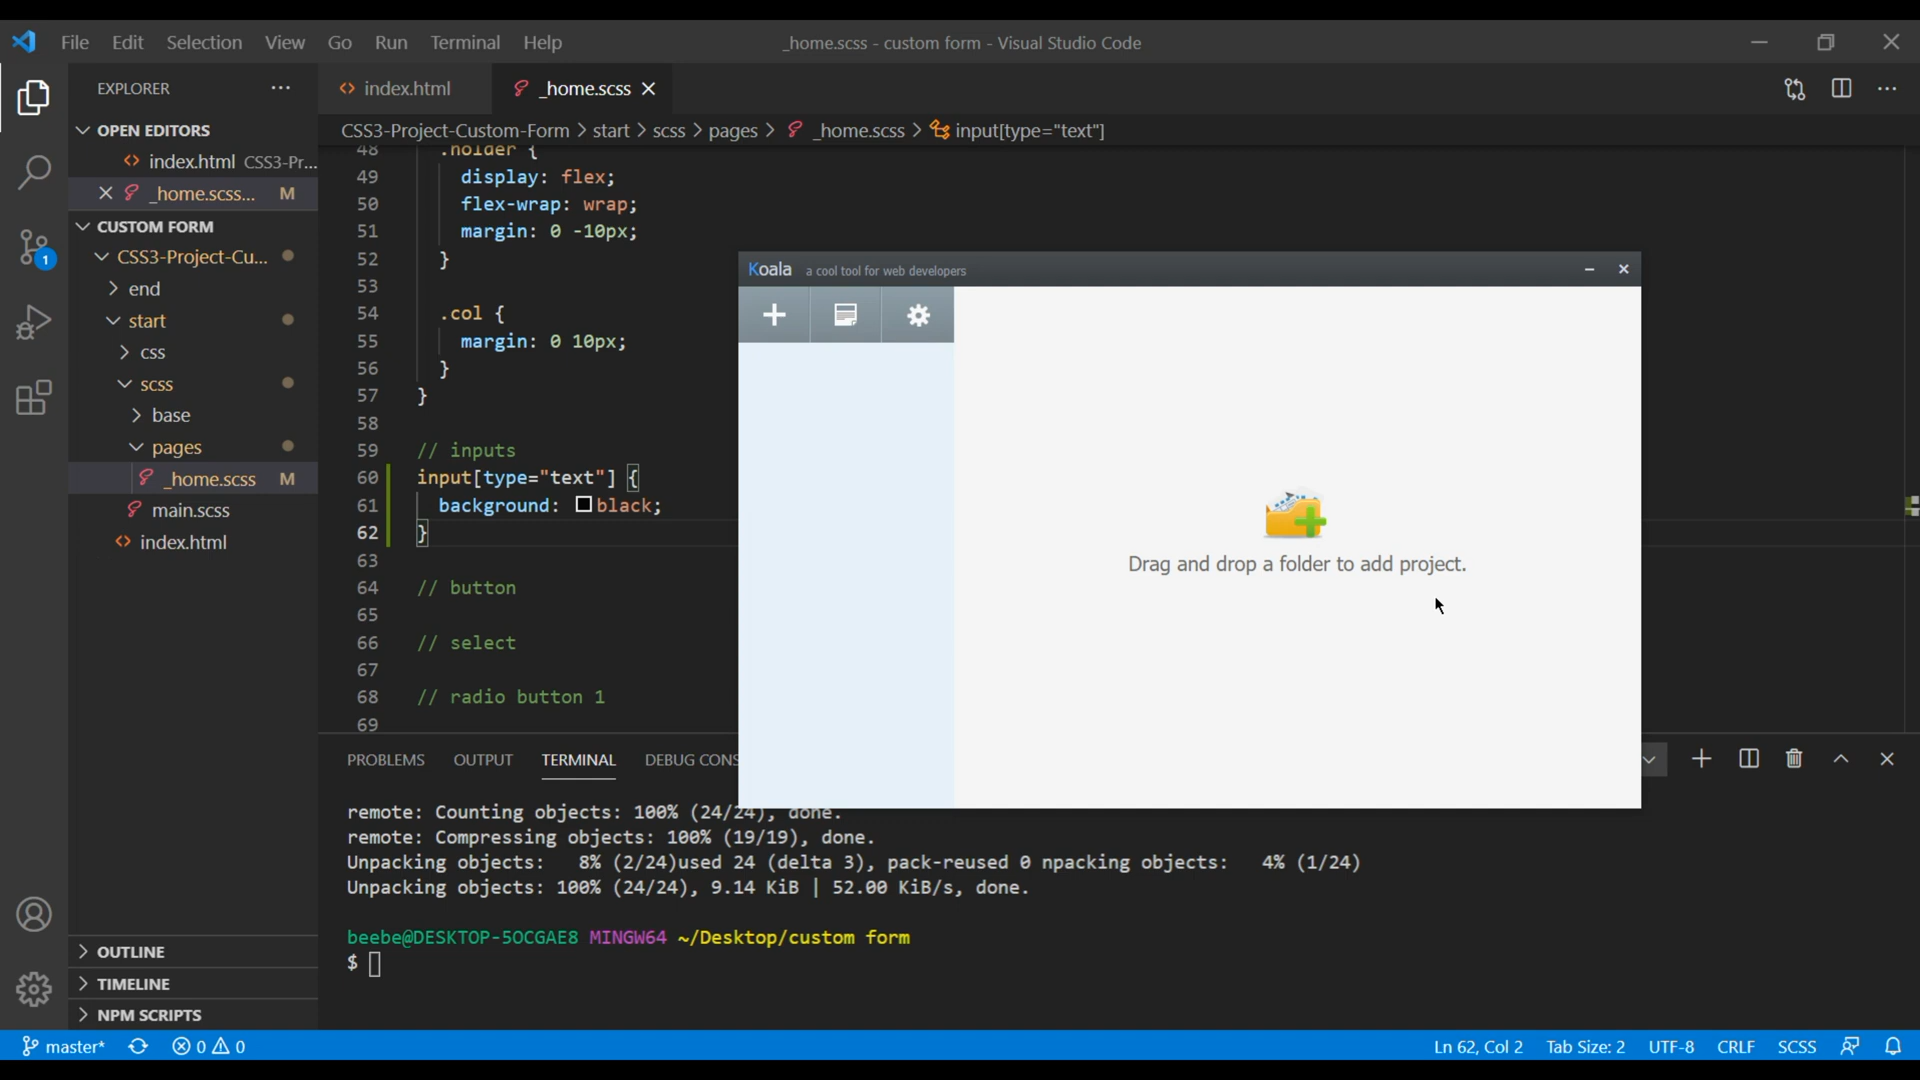 File Edit Selection View Go Run Terminal Help
_home.scss - custom form - Visual Studio Code
EXPLORER
OPEN EDITORS
index.html CSS3-Pr...
_home.scss... M
CUSTOM FORM
CSS3-Project-Cu...
end
start
css
scss
base
pages
_home.scss M
main.scss
index.html
OUTLINE
TIMELINE
NPM SCRIPTS
1
index.html
_home.scss
CSS3-Project-Custom-Form > start > scss > pages > _home.scss > input[type="text"]
48 .holder {
49 display: flex;
50 flex-wrap: wrap;
51 margin: 0 -10px;
52 }
53
54 .col {
55 margin: 0 10px;
56 }
57 }
58
59 // inputs
60 input[type="text"] {
61 background: black;
62 }
63
64 // button
65
66 // select
67
68 // radio button 1
69
Koala a cool tool for web developers
Drag and drop a folder to add project.
PROBLEMS OUTPUT TERMINAL DEBUG CONS
remote: Counting objects: 100% (24/24), done.
remote: Compressing objects: 100% (19/19), done.
Unpacking objects: 8% (2/24)used 24 (delta 3), pack-reused 0 npacking objects: 4% (1/24)
Unpacking objects: 100% (24/24), 9.14 KiB | 52.00 KiB/s, done.
beebe@DESKTOP-5OCGAE8 MINGW64 ~/Desktop/custom form
$
master* 0 0
Ln 62, Col 2 Tab Size: 2 UTF-8 CRLF SCSS